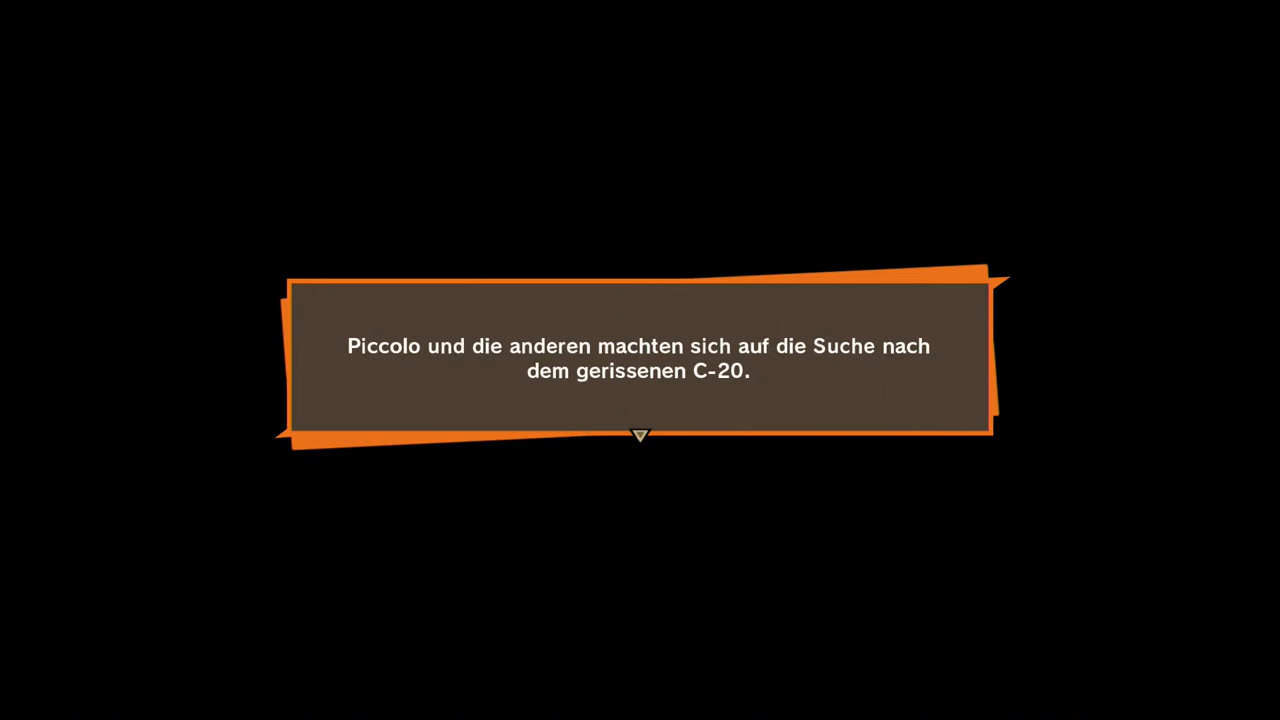 Piccolo und die anderen machten sich auf die Suche nach
dem gerissenen C-20.